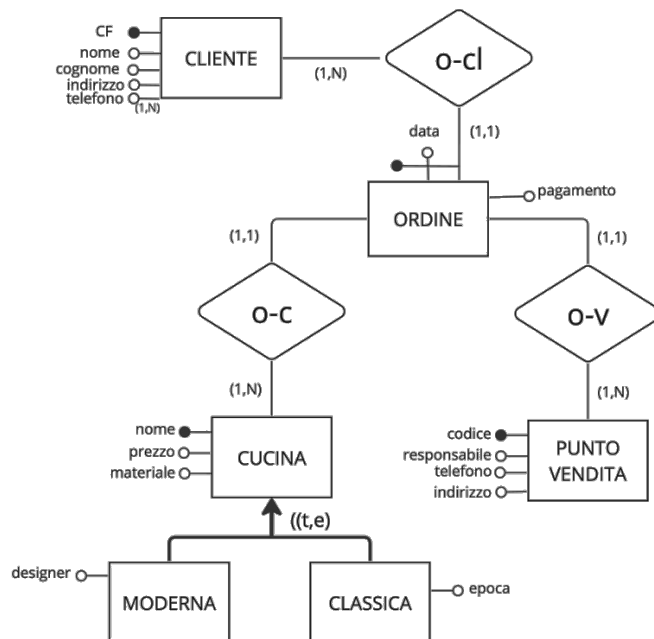 CF
nome
cognome
indirizzo
telefono
(1,N)
CLIENTE
(1,N)
o-cl
(1,1)
data
pagamento
ORDINE
(1,1)
(1,1)
o-c
o-v
(1,N)
(1,N)
nome
prezzo
materiale
CUCINA
codice
responsabile
telefono
indirizzo
PUNTO
VENDITA
((t,e)
designer
MODERNA
CLASSICA
epoca